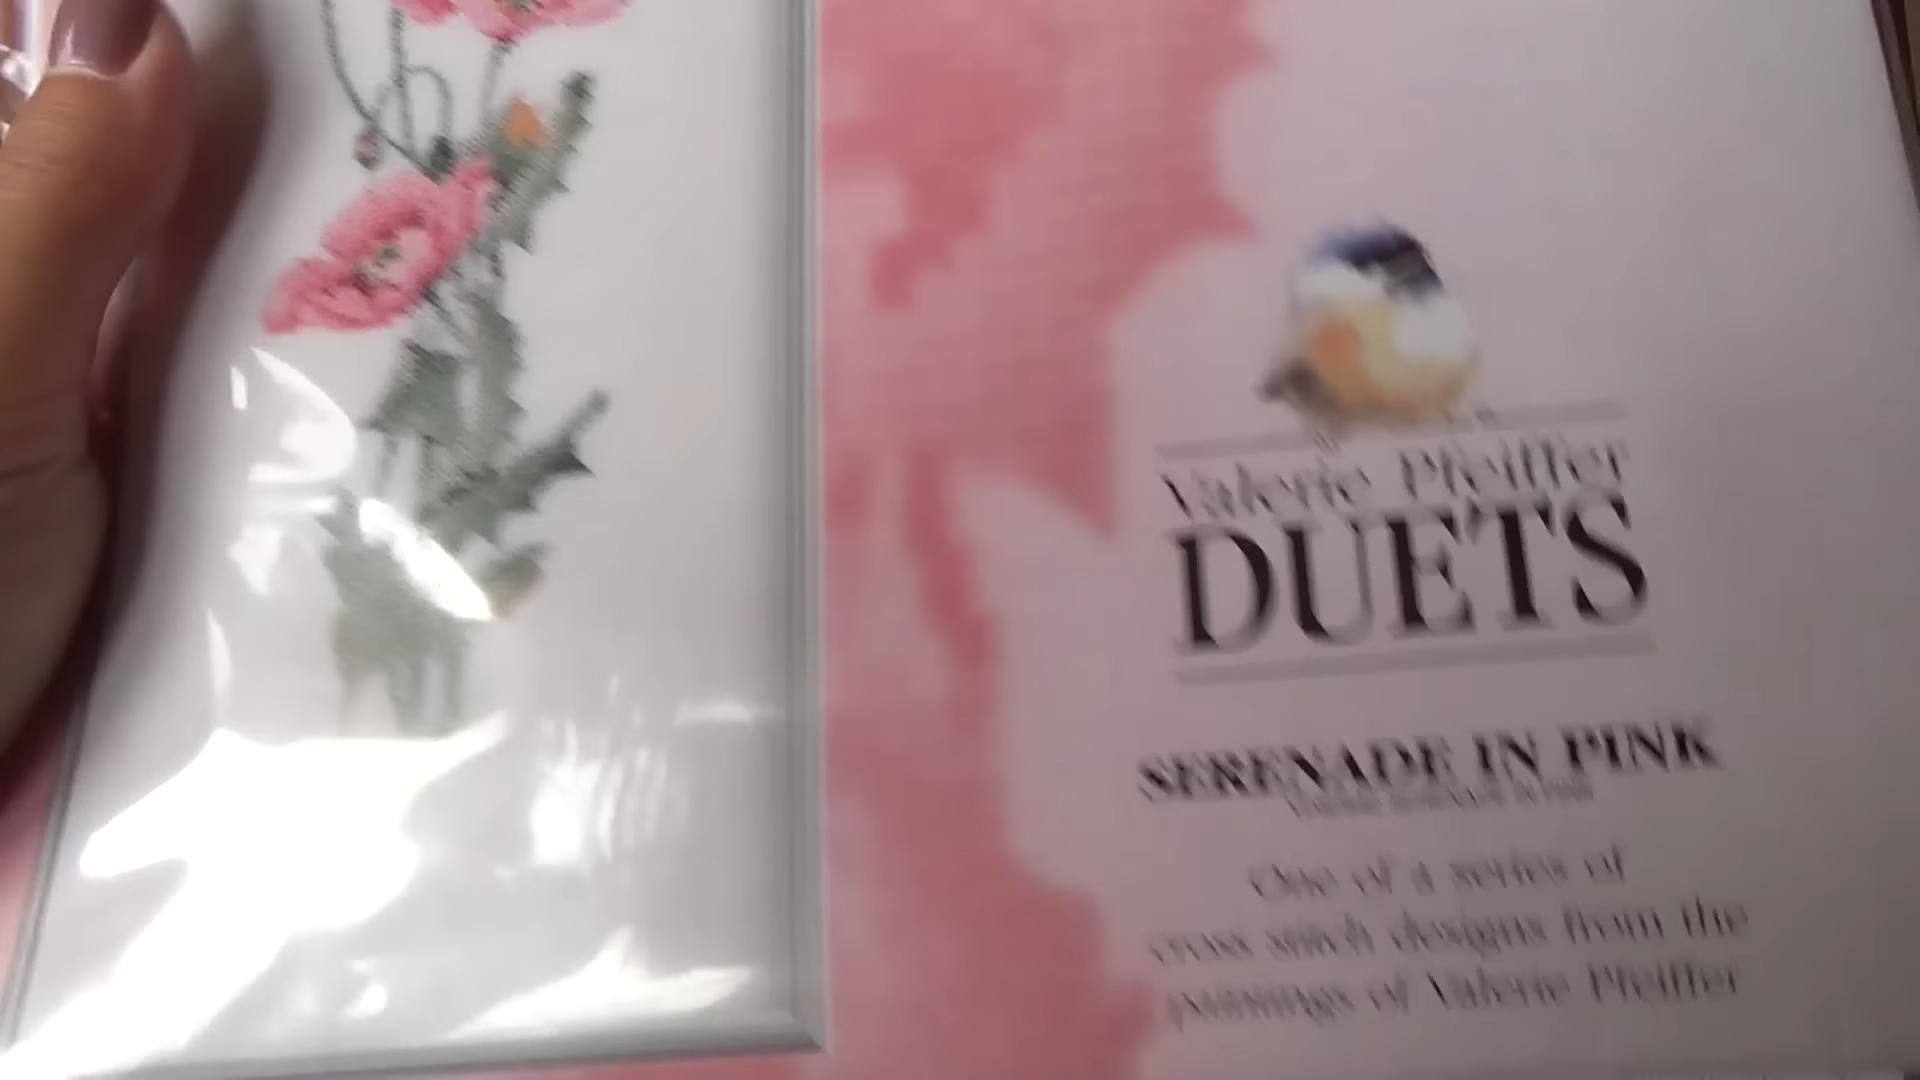 Valerie Pfeiffer
DUETS
SERENADE IN PINK
One of a series of
cross stitch designs from the
paintings of Valerie Pfeiffer